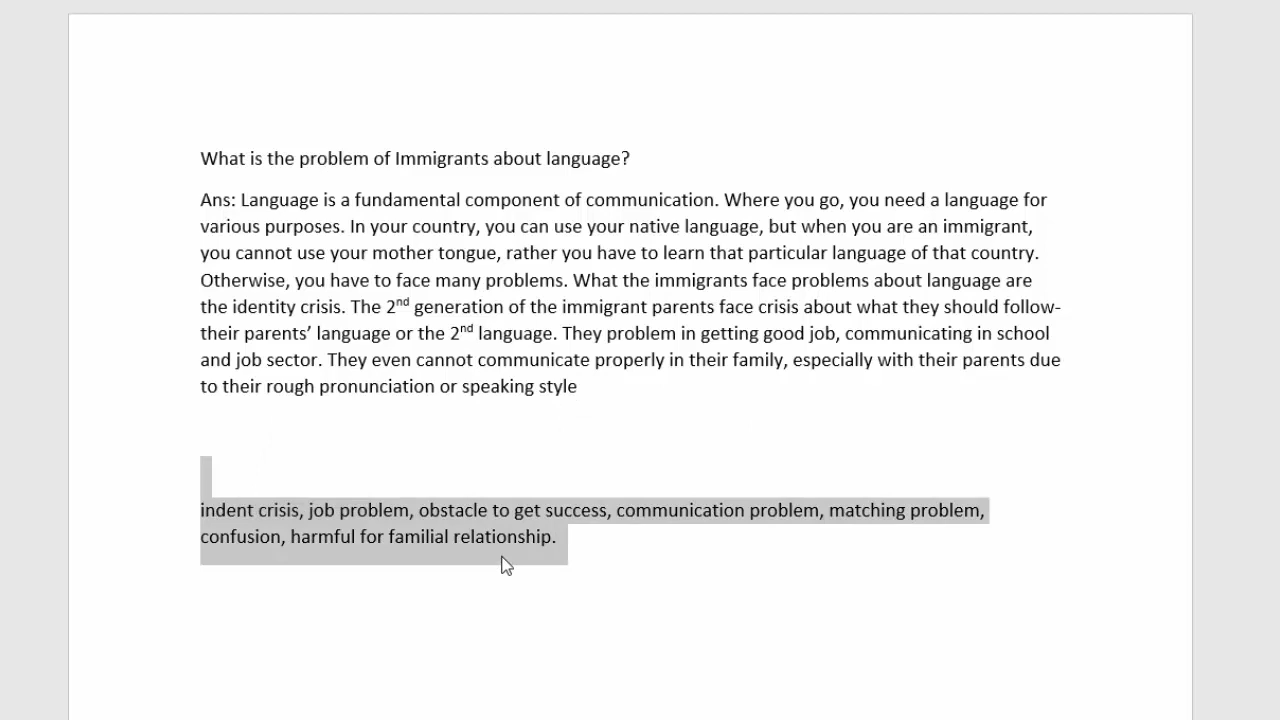 What is the problem of Immigrants about language?
Ans: Language is a fundamental component of communication. Where you go, you need a language for
various purposes. In your country, you can use your native language, but when you are an immigrant,
you cannot use your mother tongue, rather you have to learn that particular language of that country.
Otherwise, you have to face many problems. What the immigrants face problems about language are
the identity crisis. The 2nd generation of the immigrant parents face crisis about what they should follow-
their parents’ language or the 2nd language. They problem in getting good job, communicating in school
and job sector. They even cannot communicate properly in their family, especially with their parents due
to their rough pronunciation or speaking style
indent crisis, job problem, obstacle to get success, communication problem, matching problem,
confusion, harmful for familial relationship.